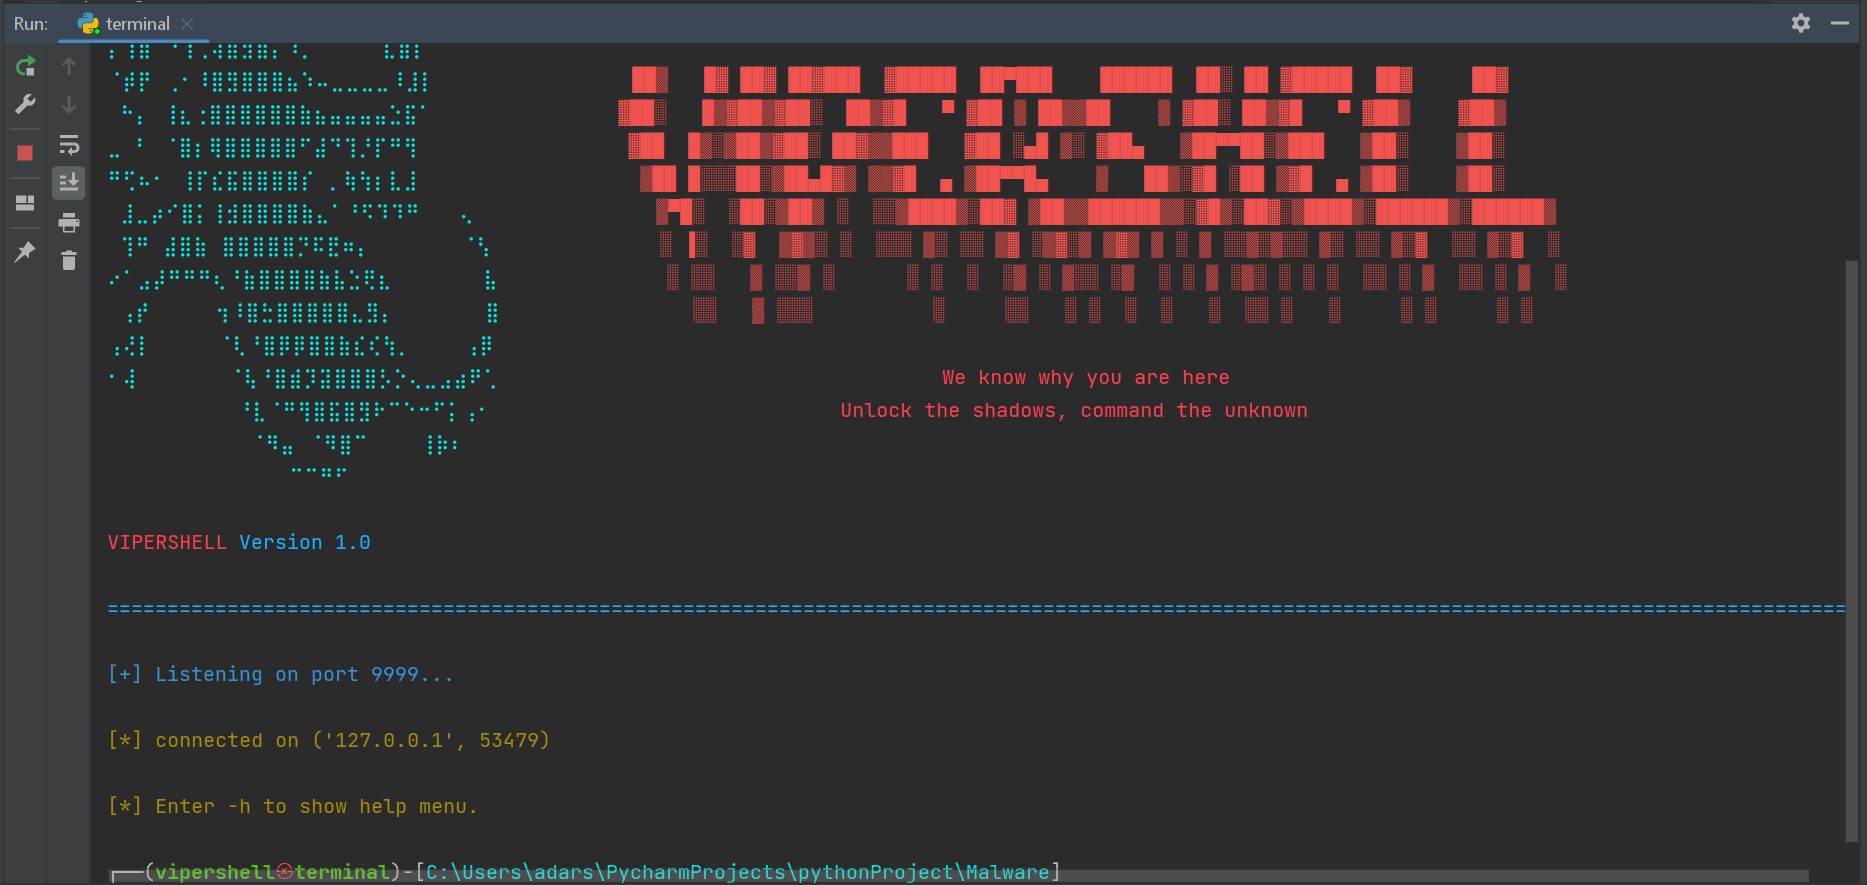 Run: terminal
VIPERSHELL
We know why you are here
Unlock the shadows, command the unknown
VIPERSHELL Version 1.0
[+] Listening on port 9999...
[*] connected on ('127.0.0.1', 53479)
[*] Enter -h to show help menu.
┌──(vipershell㉿terminal)-[C:\Users\adars\PycharmProjects\pythonProject\Malware]